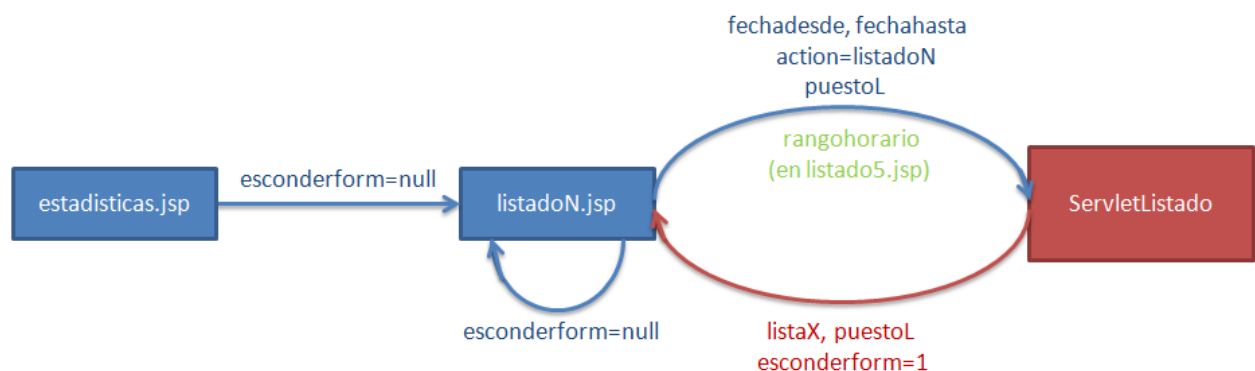 fechadesde, fechahasta
action=listadoN
puestoL
rangohorario
(en listado5.jsp)
esconderform=null
estadisticas.jsp
listadoN.jsp
ServletListado
esconderform=null
listaX, puestoL
esconderform=1